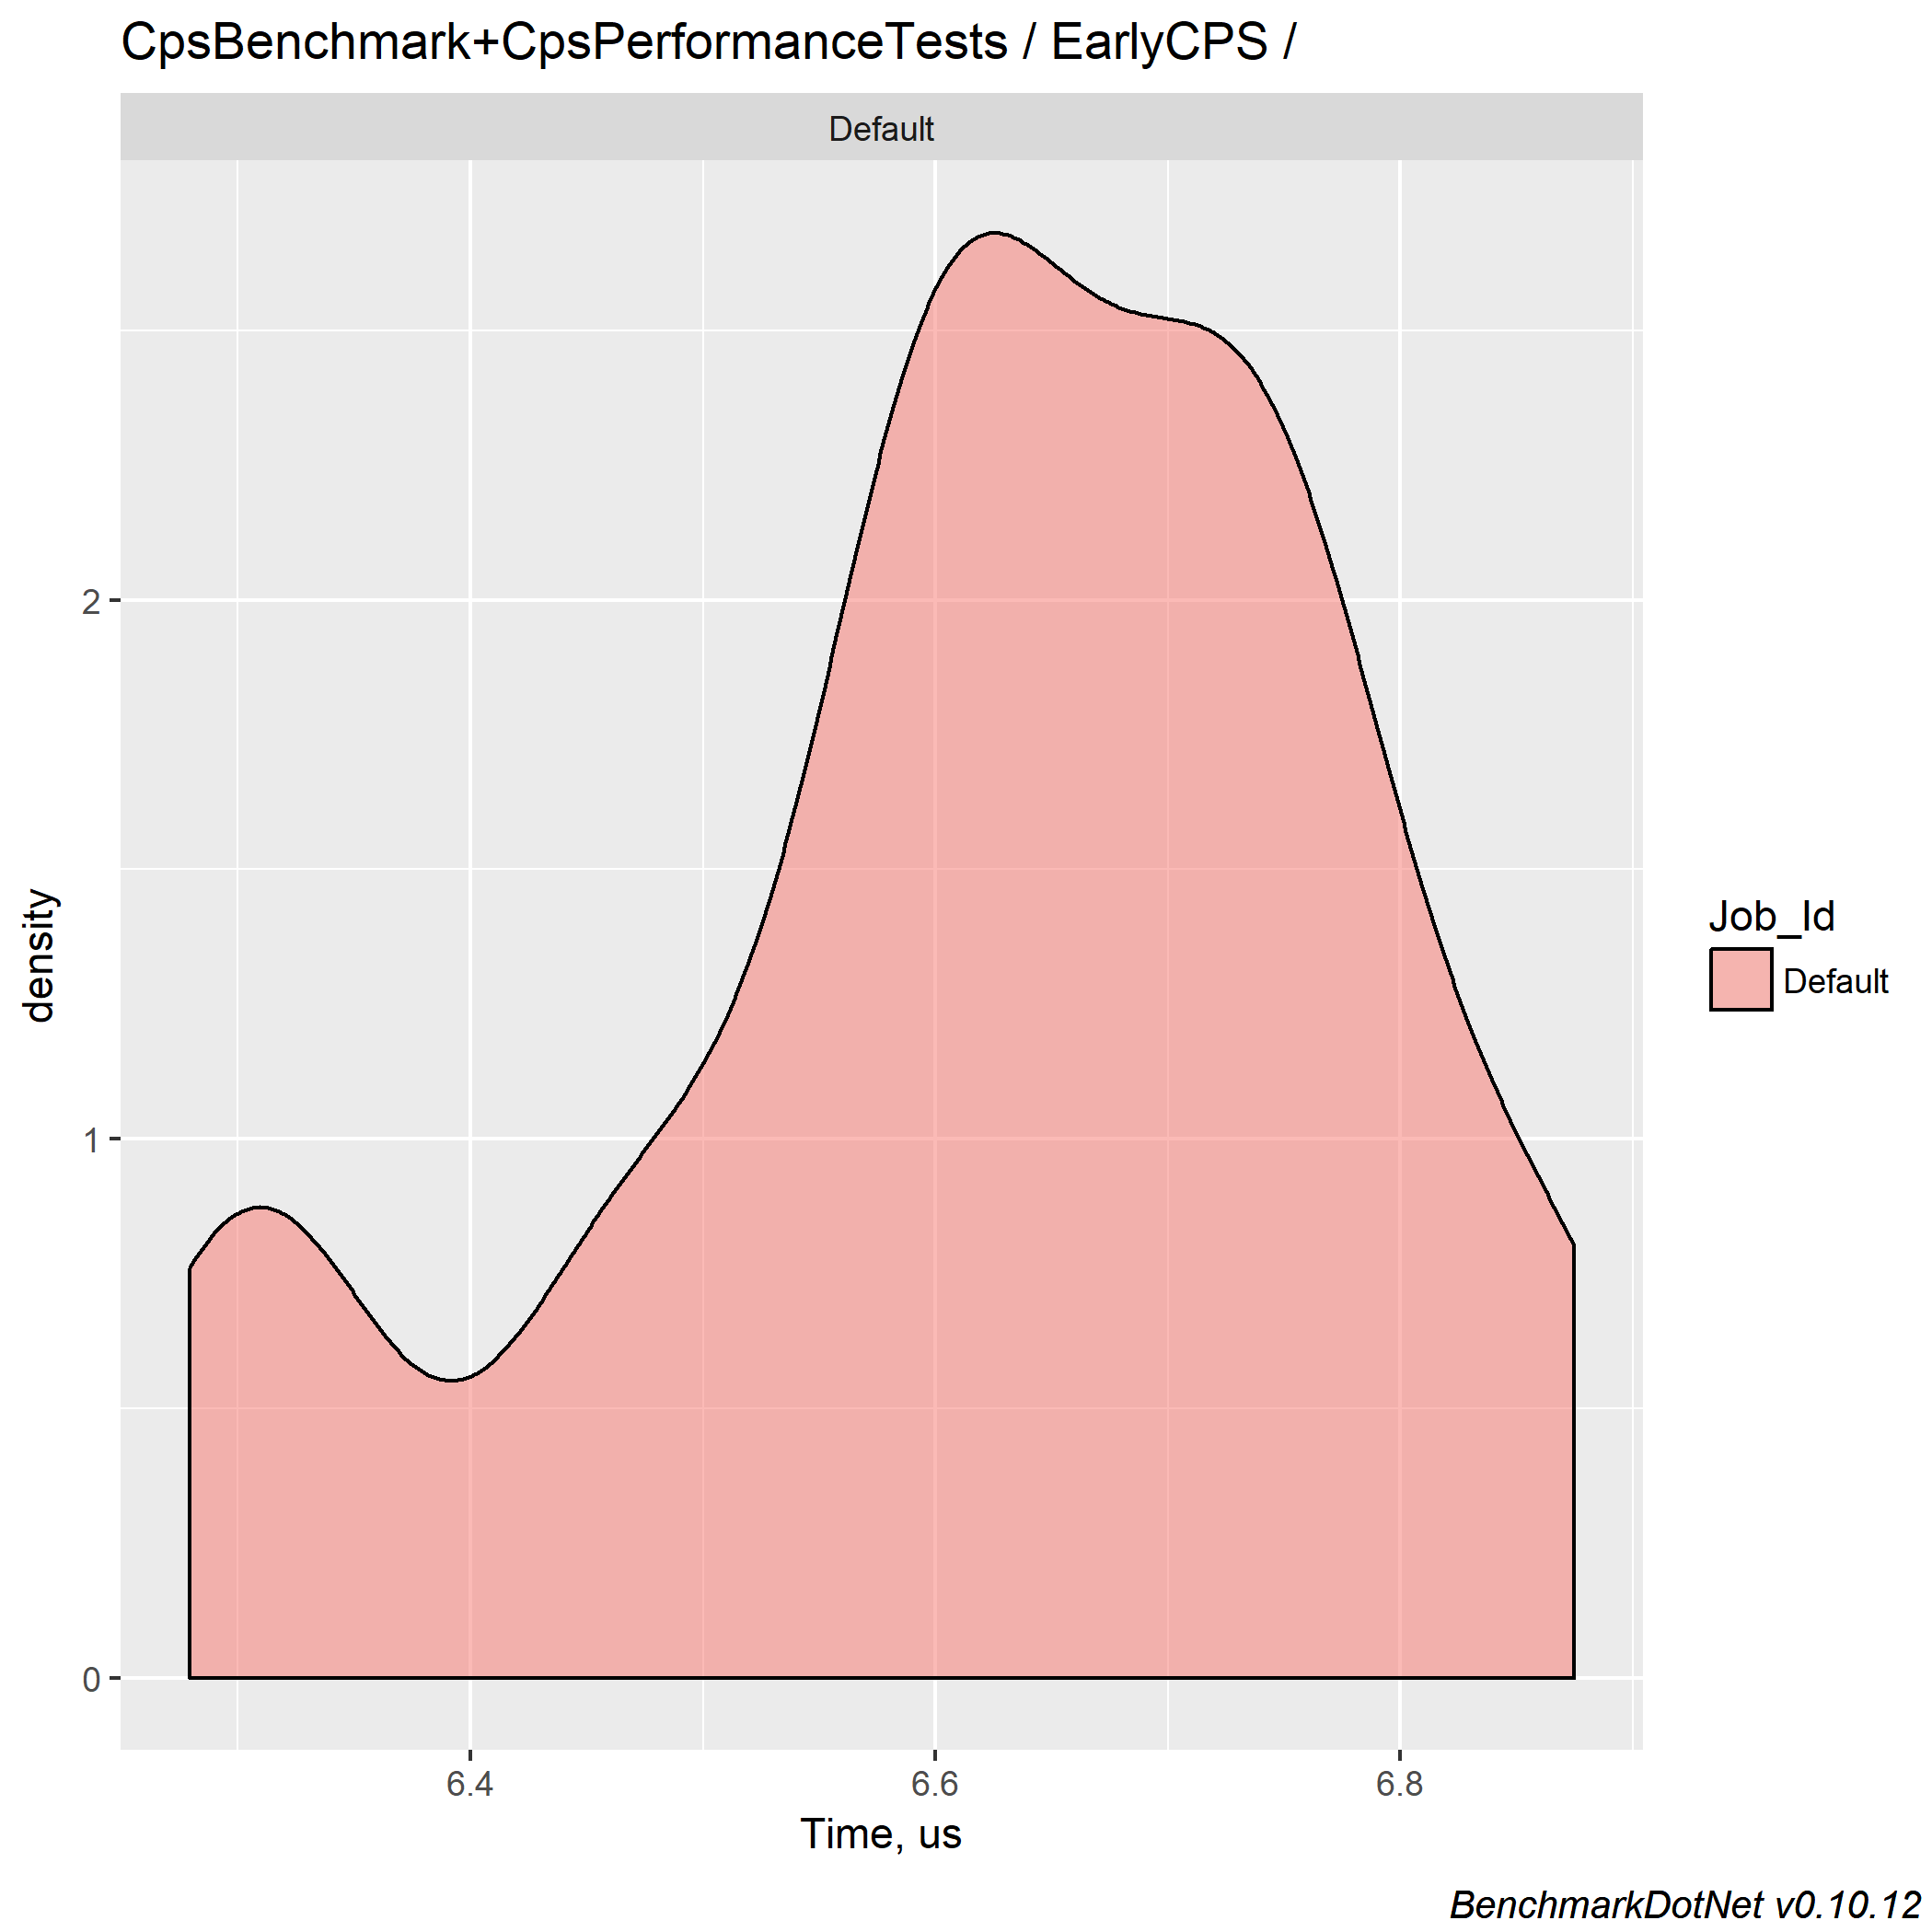 CpsBenchmark+CpsPerformanceTests / EarlyCPS /
Default
density
2
1
0
6.4 6.6 6.8
Time, us
Job_Id
Default
BenchmarkDotNet v0.10.12